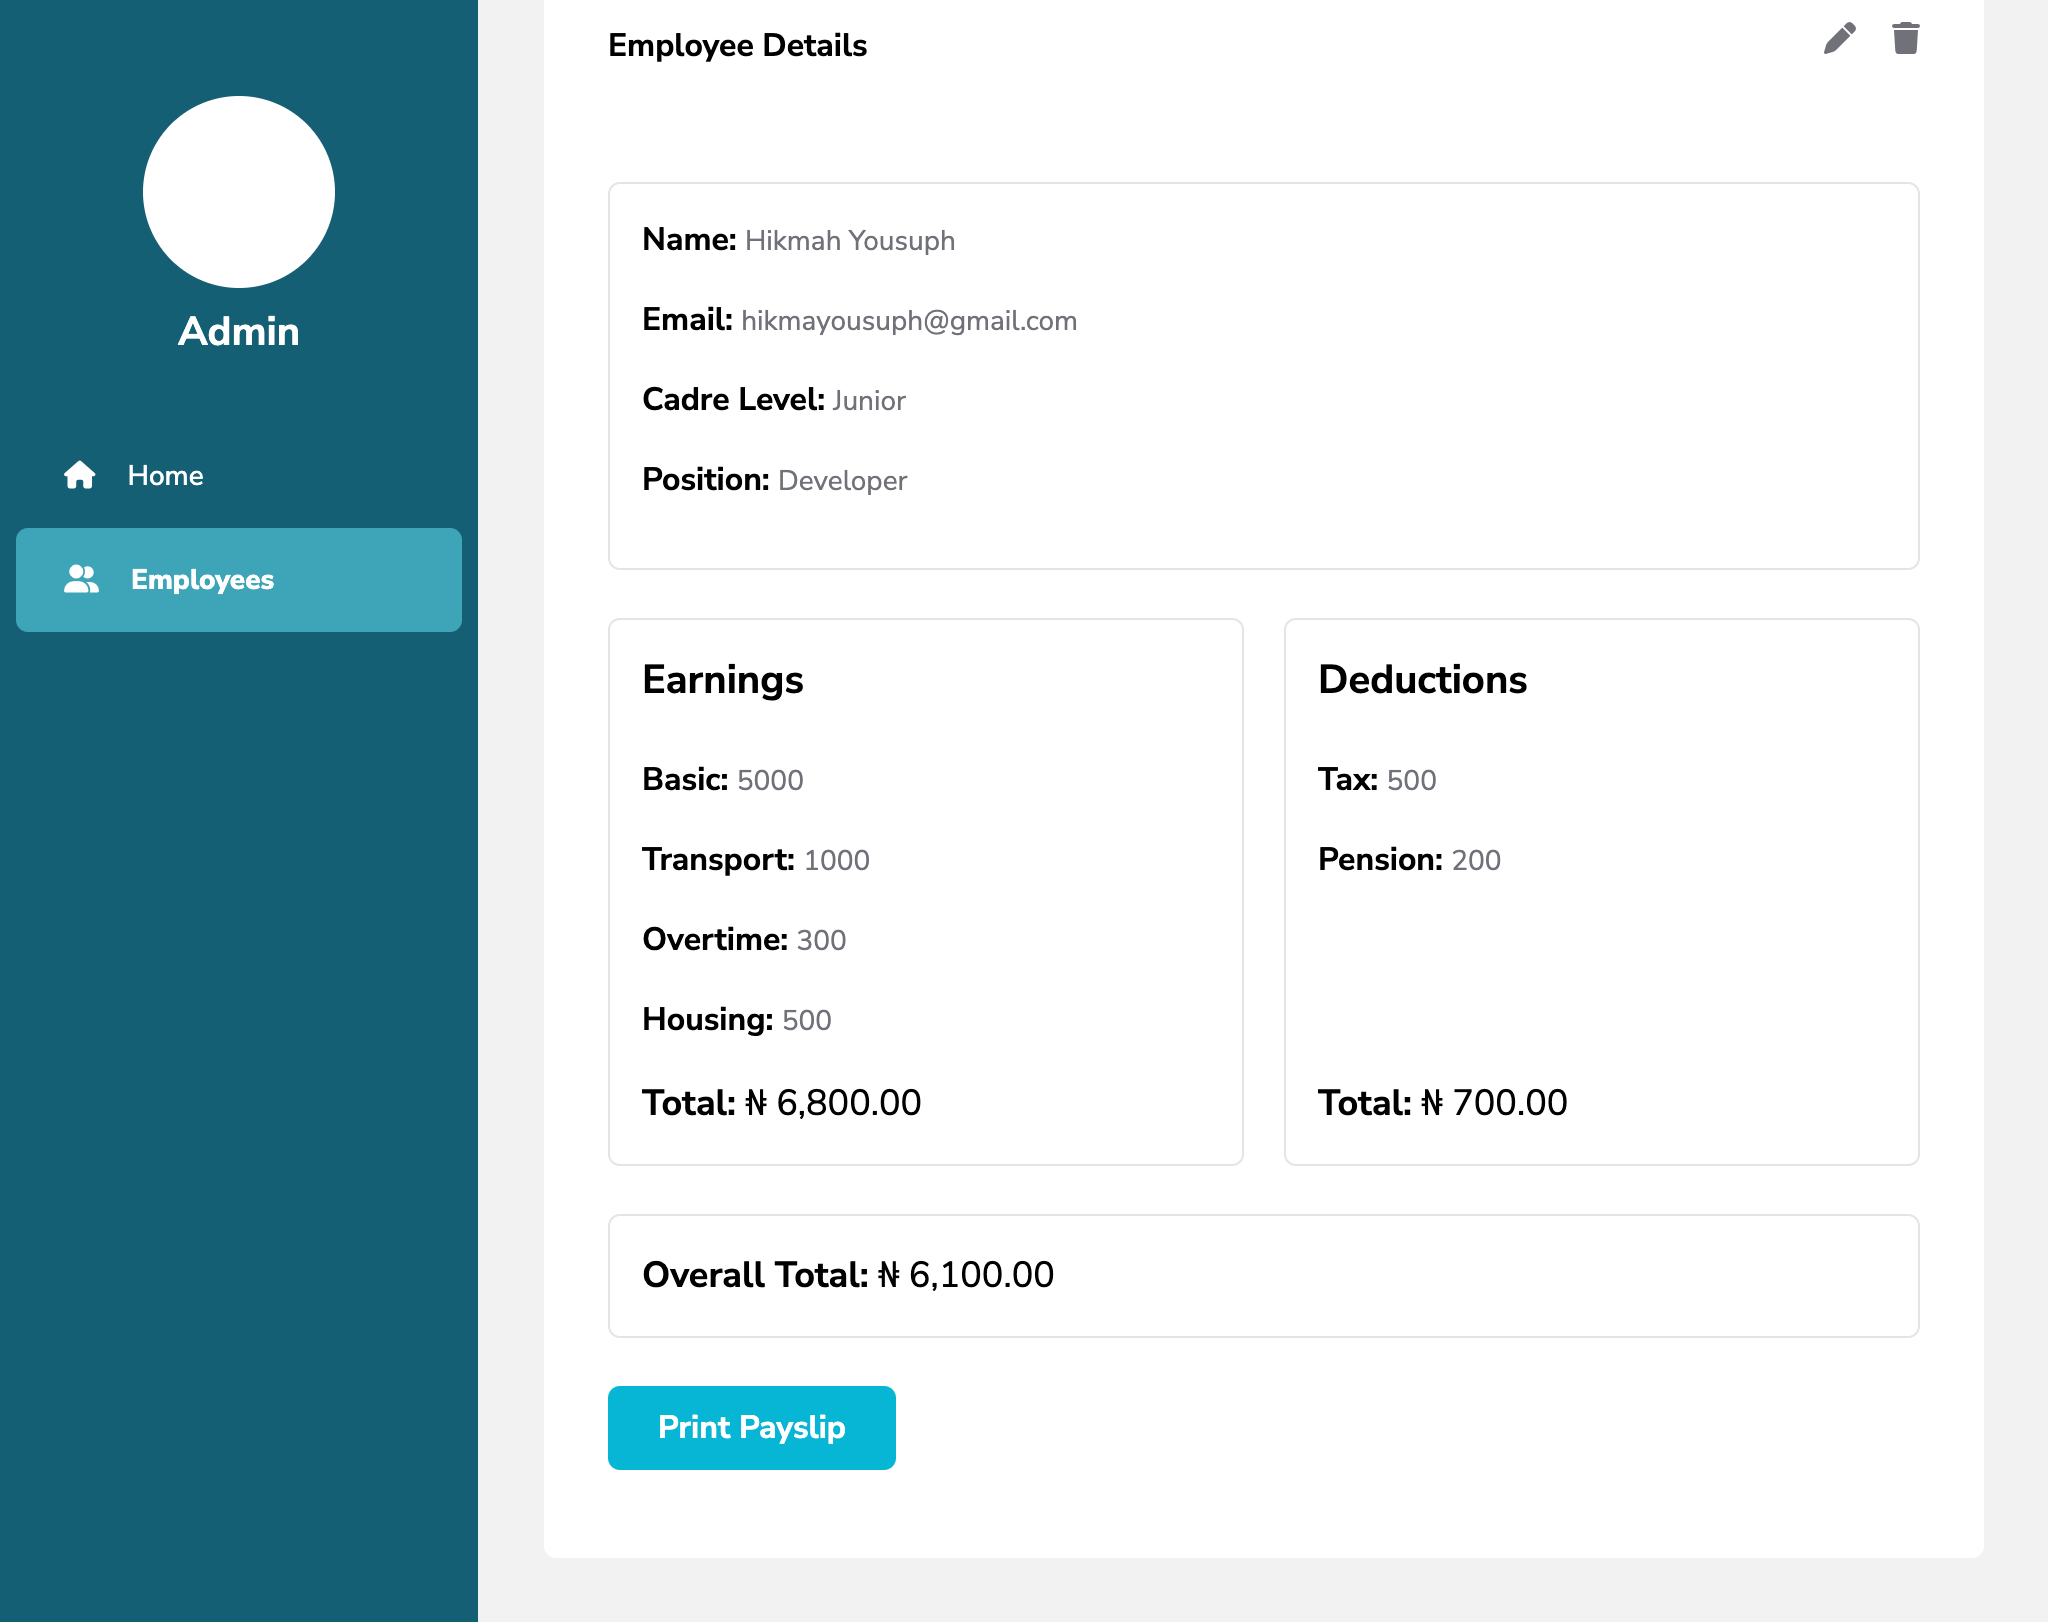 Admin
Home
Employees
Employee Details
Name: Hikmah Yousuph
Email: hikmayousuph@gmail.com
Cadre Level: Junior
Position: Developer
Earnings
Basic: 5000
Transport: 1000
Overtime: 300
Housing: 500
Total: ₦ 6,800.00
Deductions
Tax: 500
Pension: 200
Total: ₦ 700.00
Overall Total: ₦ 6,100.00
Print Payslip